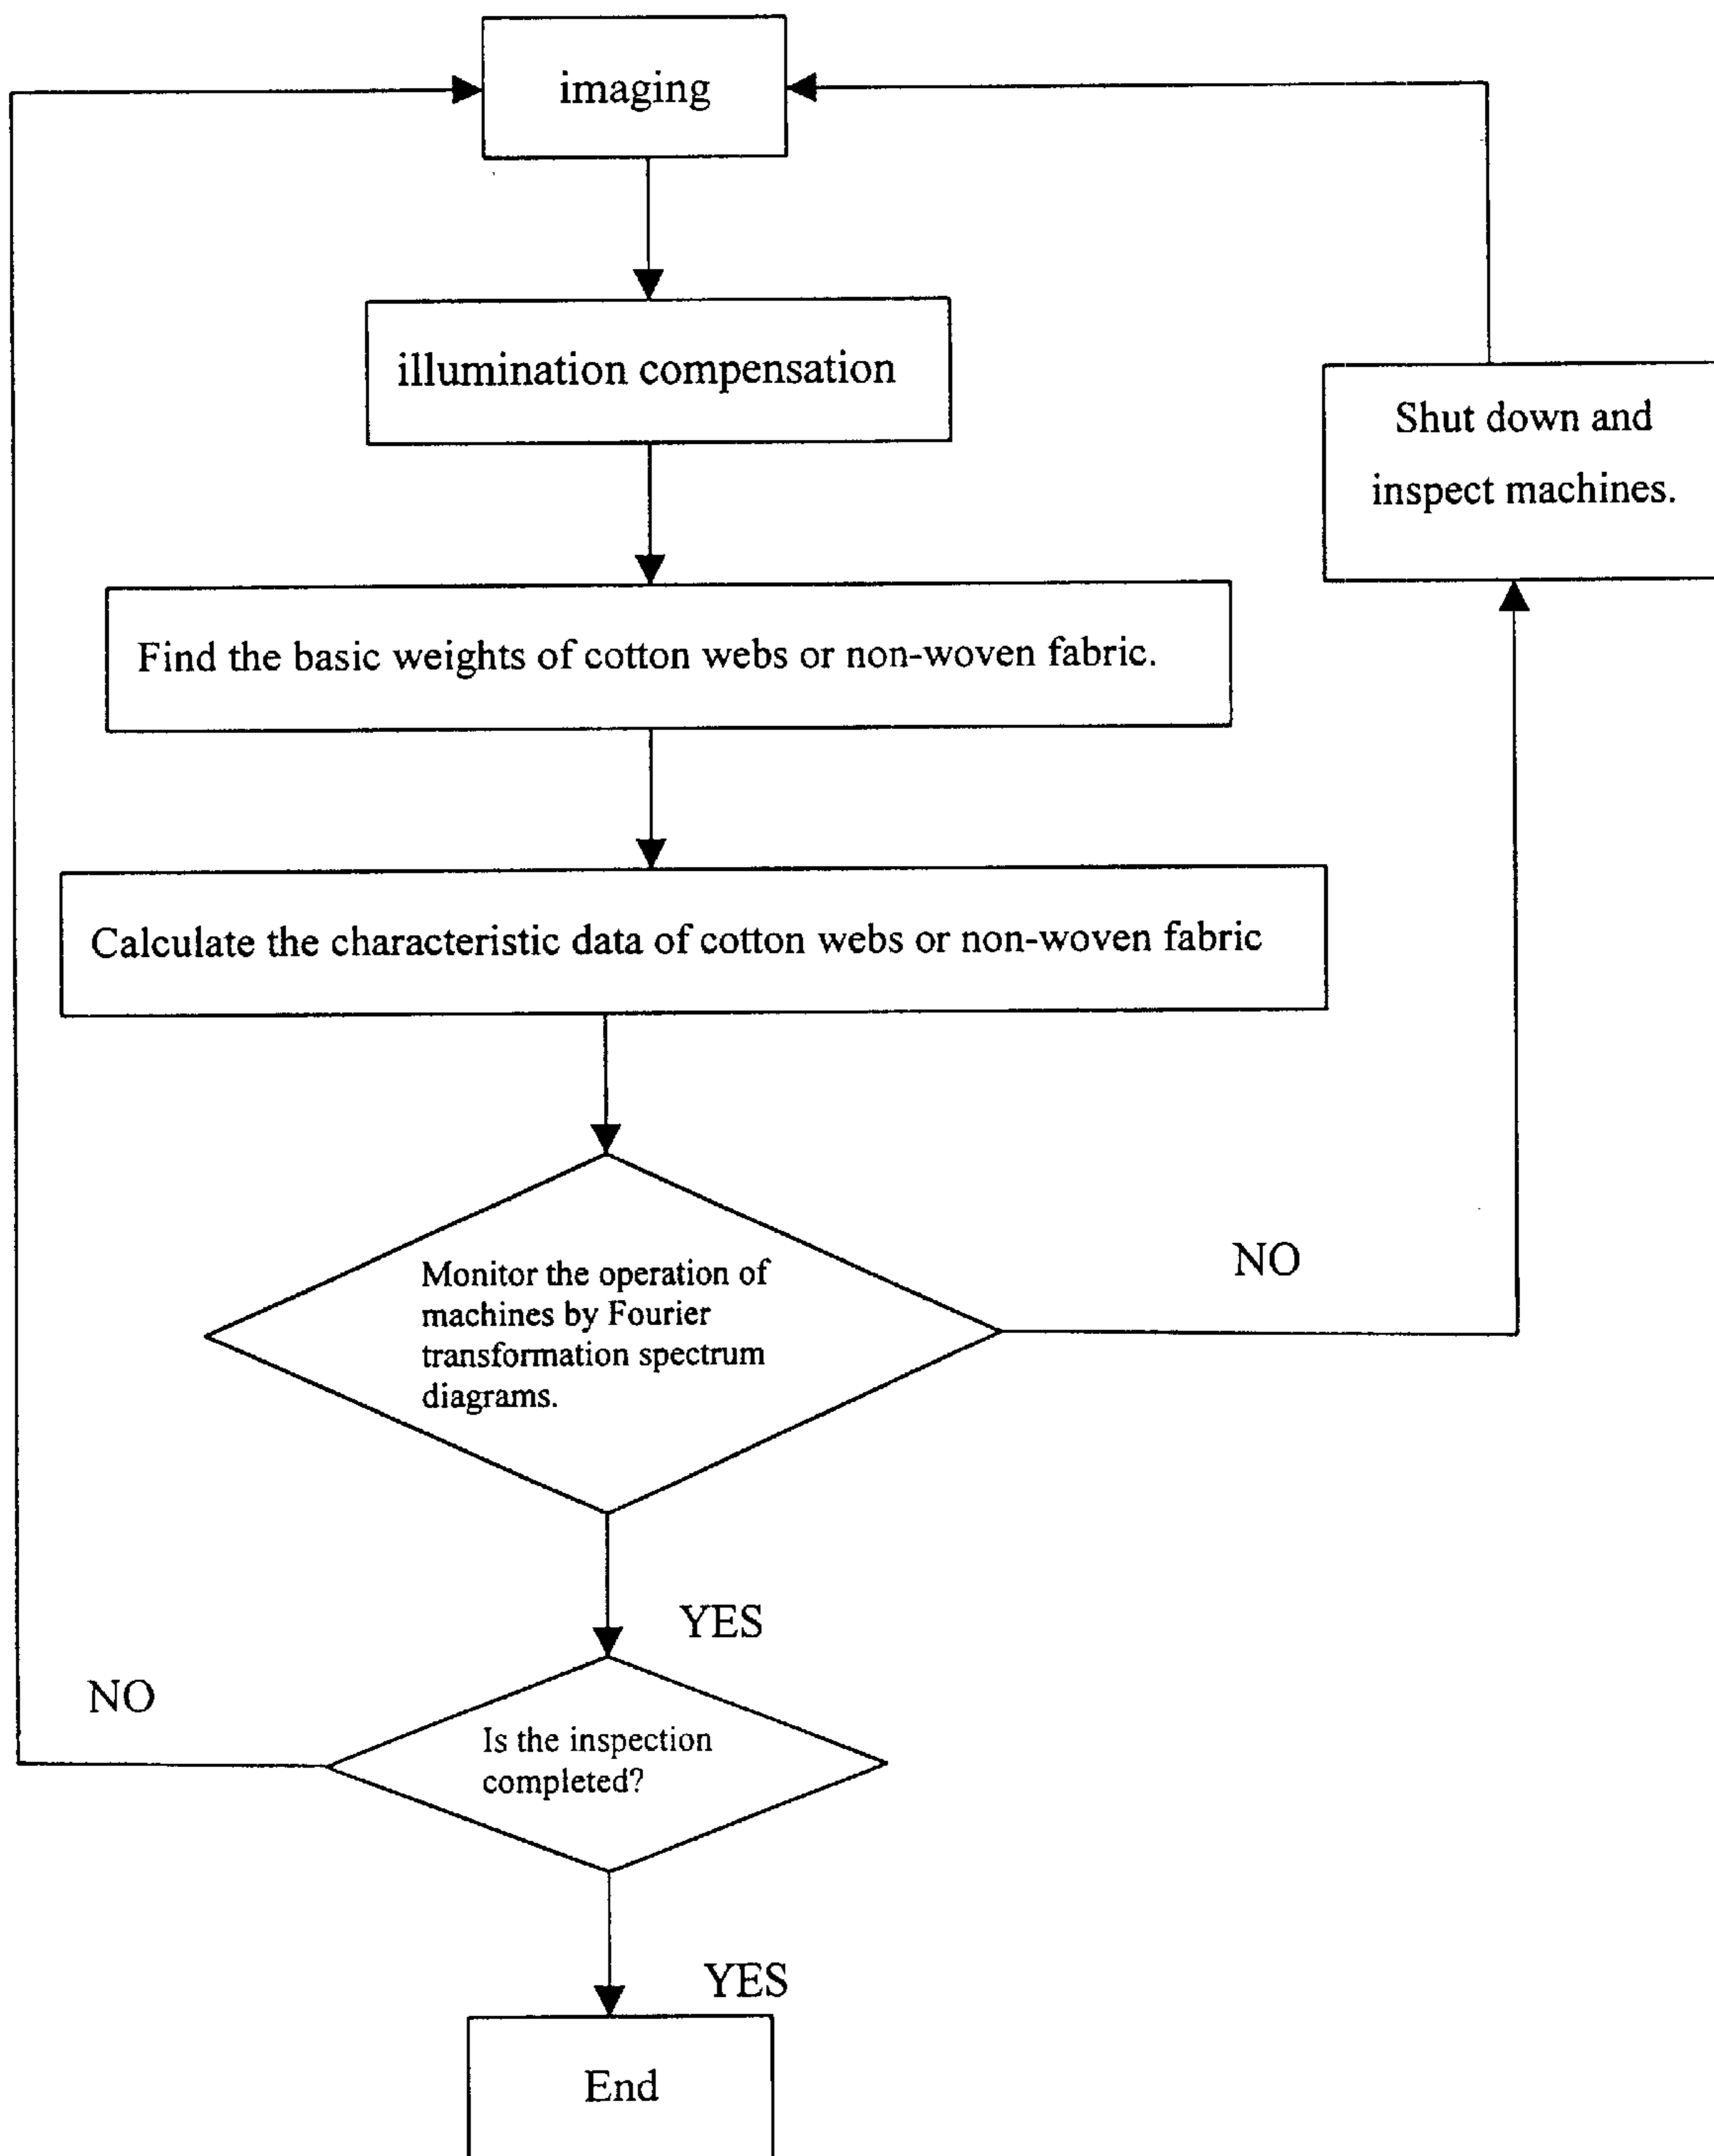 imaging
illumination compensation
Shut down and
inspect machines.
Find the basic weights of cotton webs or non-woven fabric.
Calculate the characteristic data of cotton webs or non-woven fabric
Monitor the operation of
machines by Fourier
transformation spectrum
diagrams.
NO
YES
NO
Is the inspection
completed?
YES
End